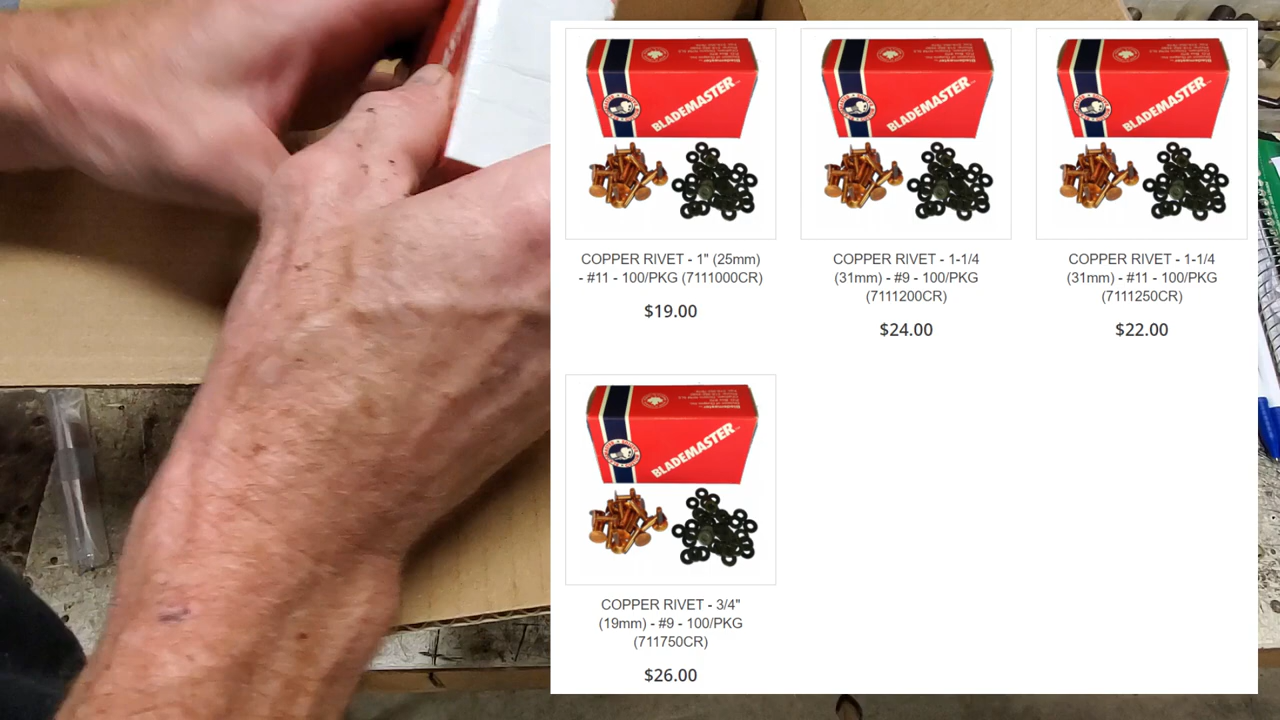 BLADEMASTER
BLADEMASTER
BLADEMASTER
COPPER RIVET - 1" (25mm)
- #11 - 100/PKG (7111000CR)
$19.00
COPPER RIVET - 1-1/4
(31mm) - #9 - 100/PKG
(7111200CR)
$24.00
COPPER RIVET - 1-1/4
(31mm) - #11 - 100/PKG
(7111250CR)
$22.00
BLADEMASTER
COPPER RIVET - 3/4"
(19mm) - #9 - 100/PKG
(711750CR)
$26.00